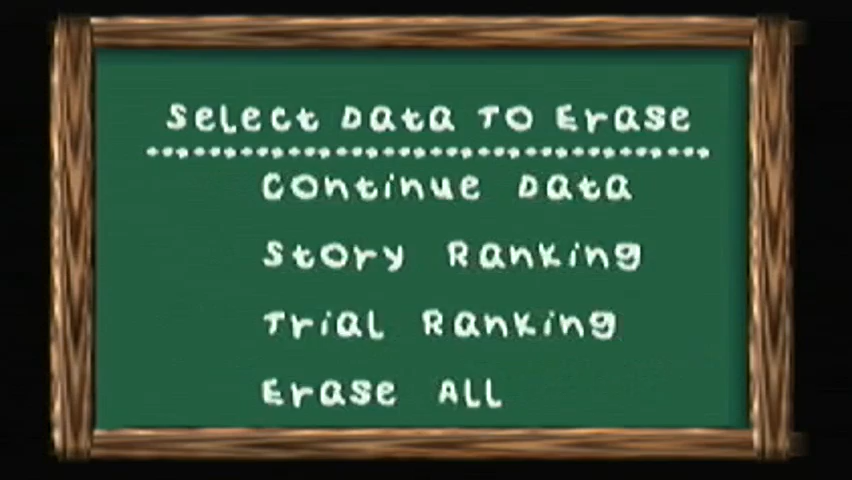 Select Data To Erase
Continue Data
Story Ranking
Trial Ranking
Erase All